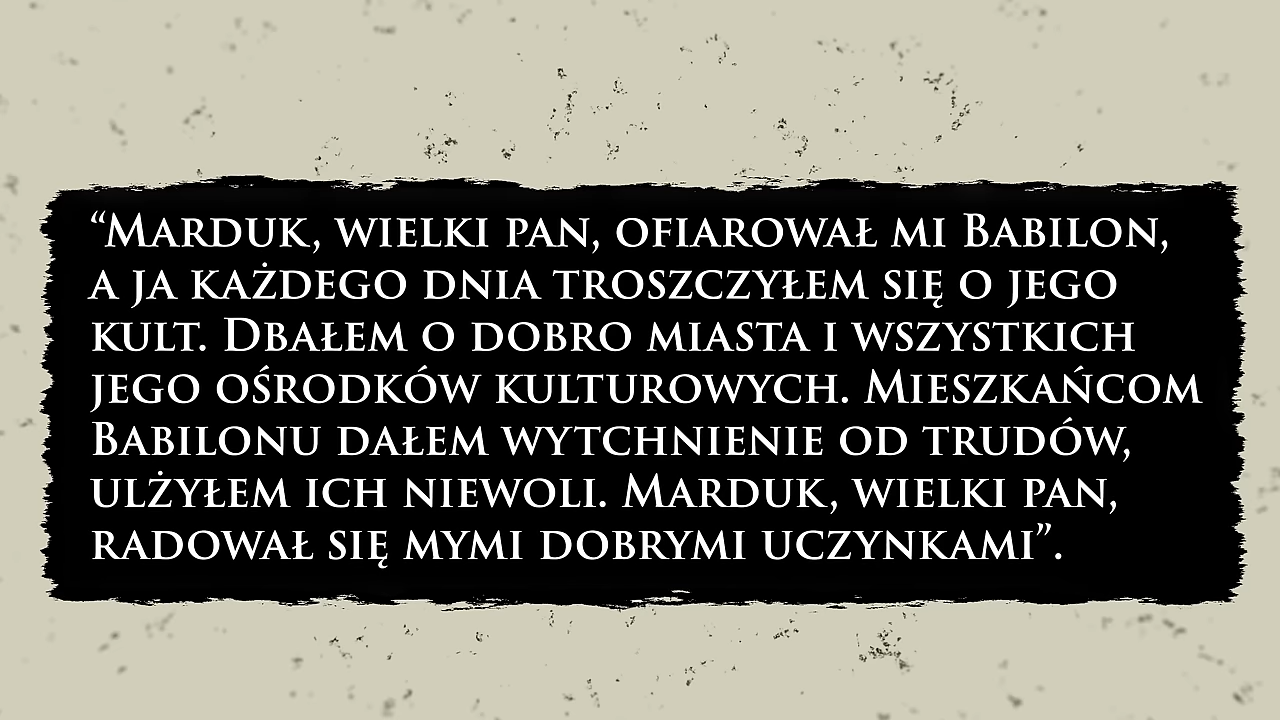 “Marduk, wielki pan, ofiarował mi Babilon,
a ja każdego dnia troszczyłem się o jego
kult. Dbałem o dobro miasta i wszystkich
jego ośrodków kulturowych. Mieszkańcom
Babilonu dałem wytchnienie od trudów,
ulżyłem ich niewoli. Marduk, wielki pan,
radował się mymi dobrymi uczynkami”.